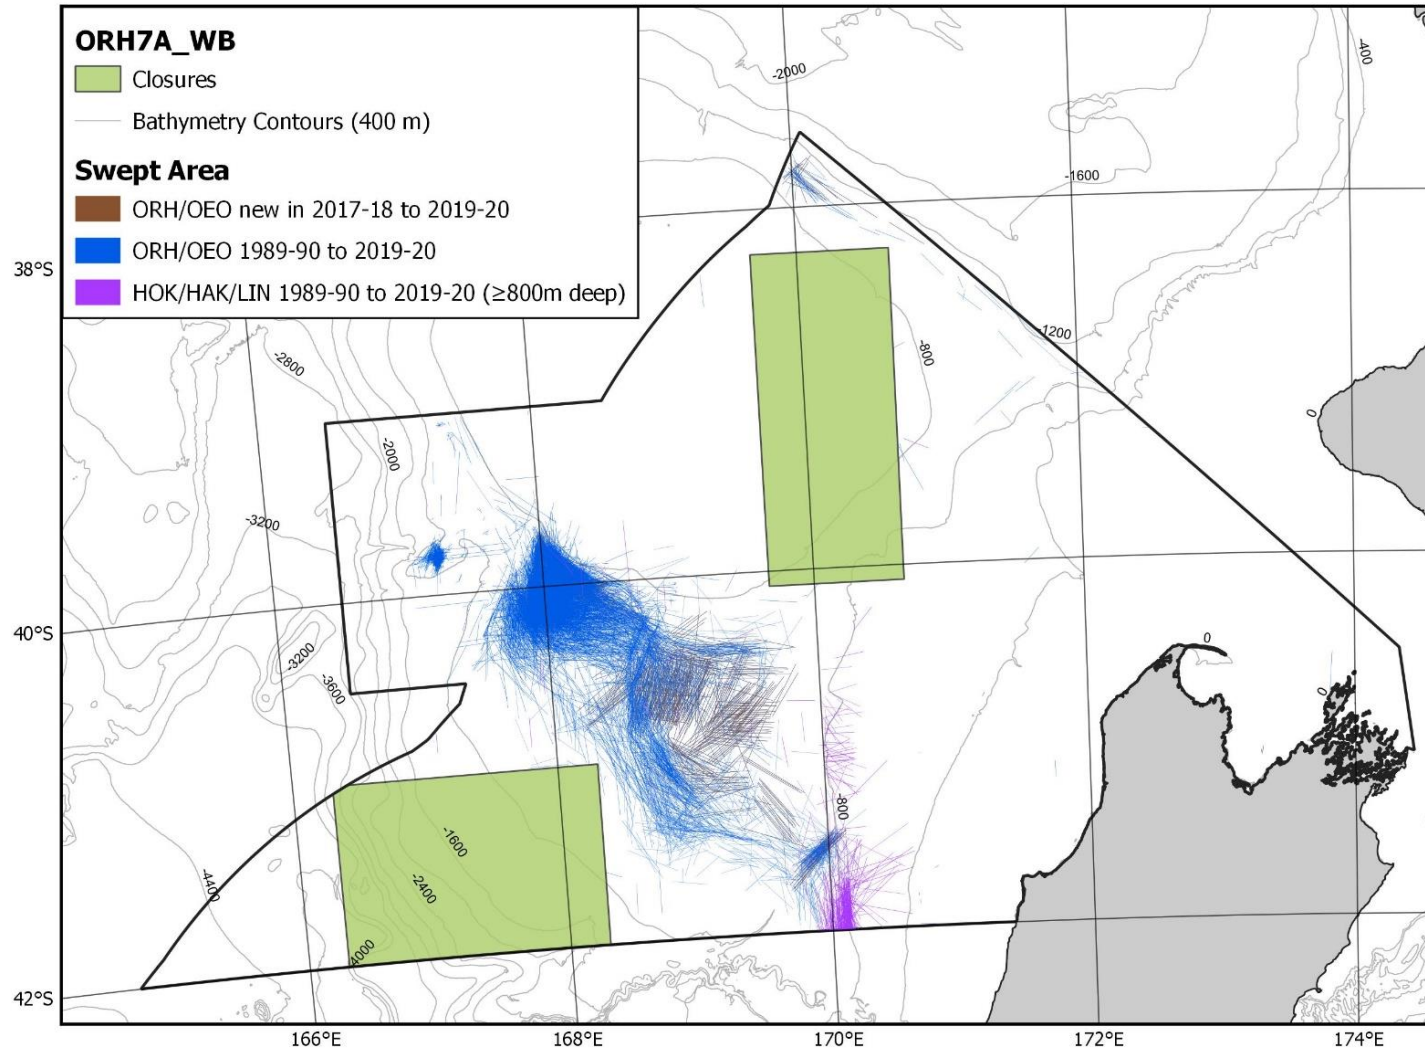 ORH7A_WB
Closures
Bathymetry Contours (400 m)
Swept Area
ORH/OEO new in 2017-18 to 2019-20
ORH/OEO 1989-90 to 2019-20
HOK/HAK/LIN 1989-90 to 2019-20 (≥800m deep)
-2000
-400
-1600
38°S
-1200
-800
-2800
0
-2000
-3200
40°S
0
-3200
-3600
0
-800
-1600
-2400
-4400
-4000
42°S
166°E
168°E
170°E
172°E
174°E